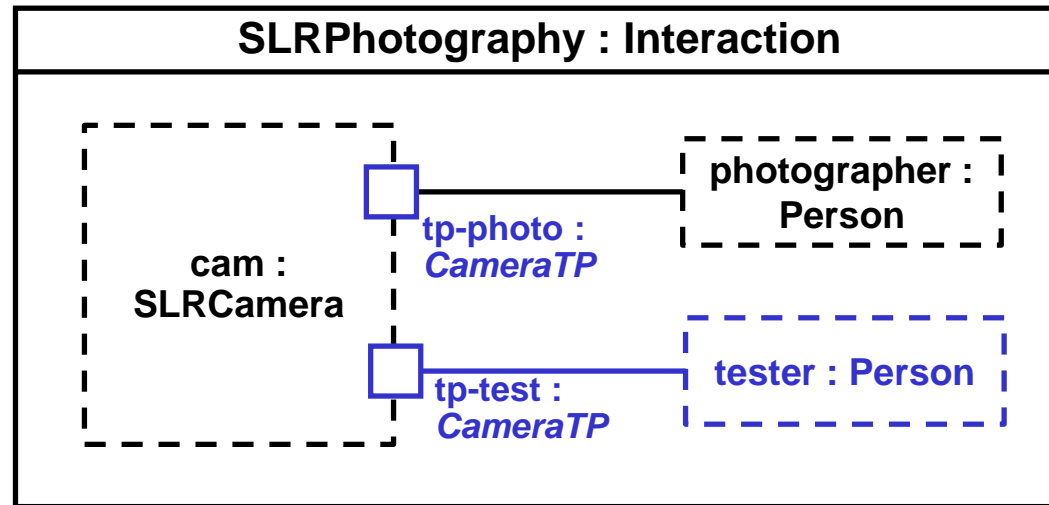 SLRPhotography : Interaction
photographer :
Person
tp-photo :
CameraTP
cam :
SLRCamera
tester : Person
tp-test :
CameraTP